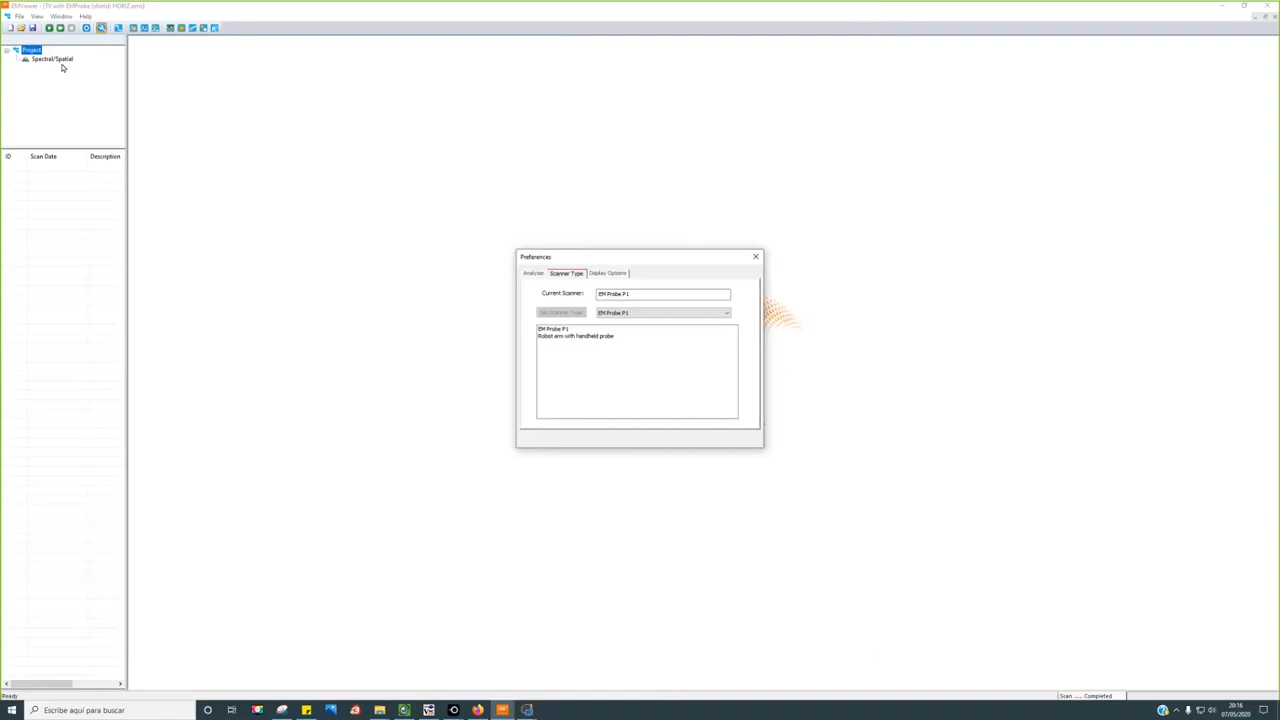 EMViewer - [TV with EMProbe (shield) HORIZ.ems]
File View Window Help
Project
Spectral/Spatial
ID Scan Date Description
Preferences
Analyzer Scanner Type Display Options
Current Scanner: EM Probe P1
Set Scanner Type EM Probe P1
EM Probe P1
Robot arm with handheld probe
Ready
Scan ..... Completed
Escribe aquí para buscar
20:16
07/05/2020